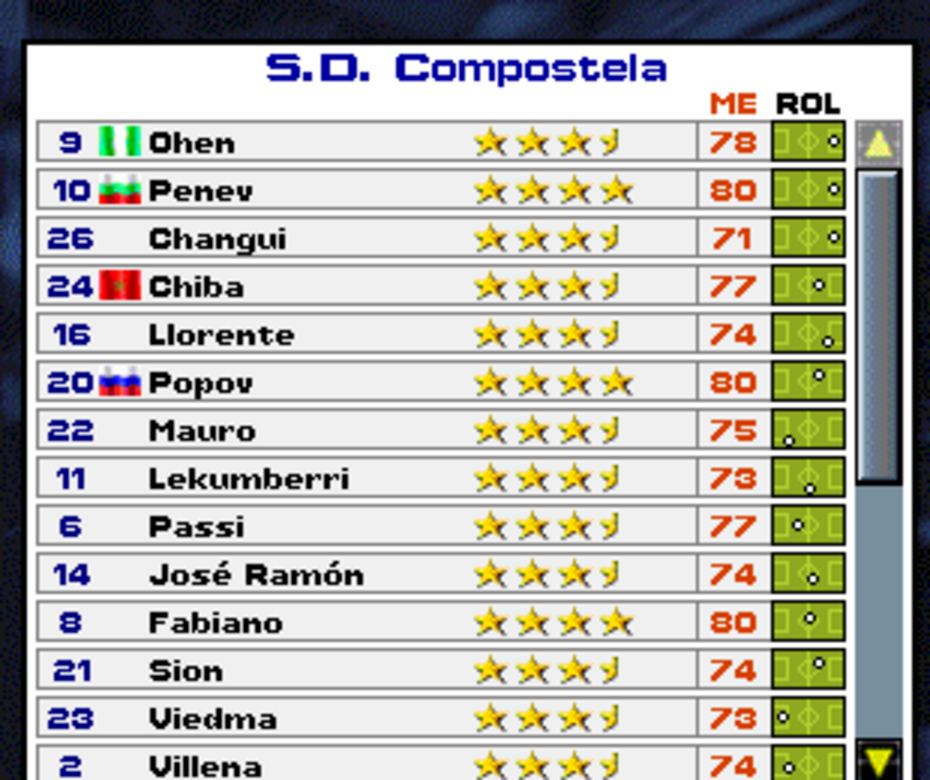 S.D. Compostela
ME ROL
9 Ohen 78
10 Penev 80
26 Changui 71
24 Chiba 77
16 Llorente 74
20 Popov 80
22 Mauro 75
11 Lekumberri 73
6 Passi 77
14 José Ramón 74
8 Fabiano 80
21 Sion 74
23 Viedma 73
2 Villena 74